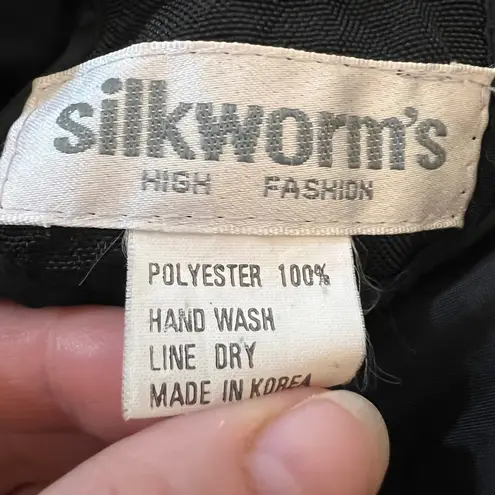 silkworm's
HIGH FASHION
POLYESTER 100%
HAND WASH
LINE DRY
MADE IN KOREA